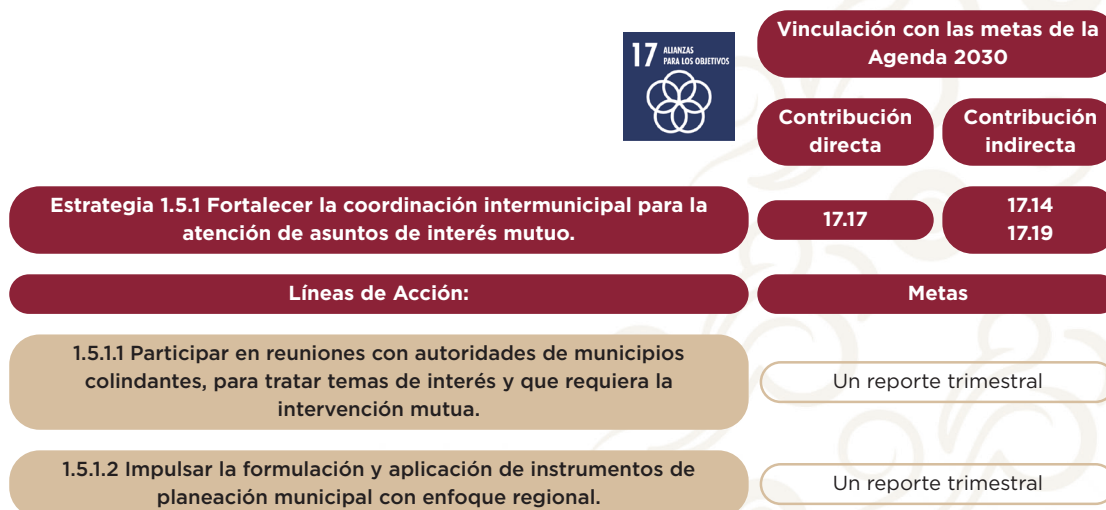 17 ALIANZAS
PARA LOS OBJETIVOS
Vinculación con las metas de la
Agenda 2030
Contribución
directa
Contribución
indirecta
Estrategia 1.5.1 Fortalecer la coordinación intermunicipal para la
atención de asuntos de interés mutuo.
17.17
17.14
17.19
Líneas de Acción:
Metas
1.5.1.1 Participar en reuniones con autoridades de municipios
colindantes, para tratar temas de interés y que requiera la
intervención mutua.
Un reporte trimestral
1.5.1.2 Impulsar la formulación y aplicación de instrumentos de
planeación municipal con enfoque regional.
Un reporte trimestral